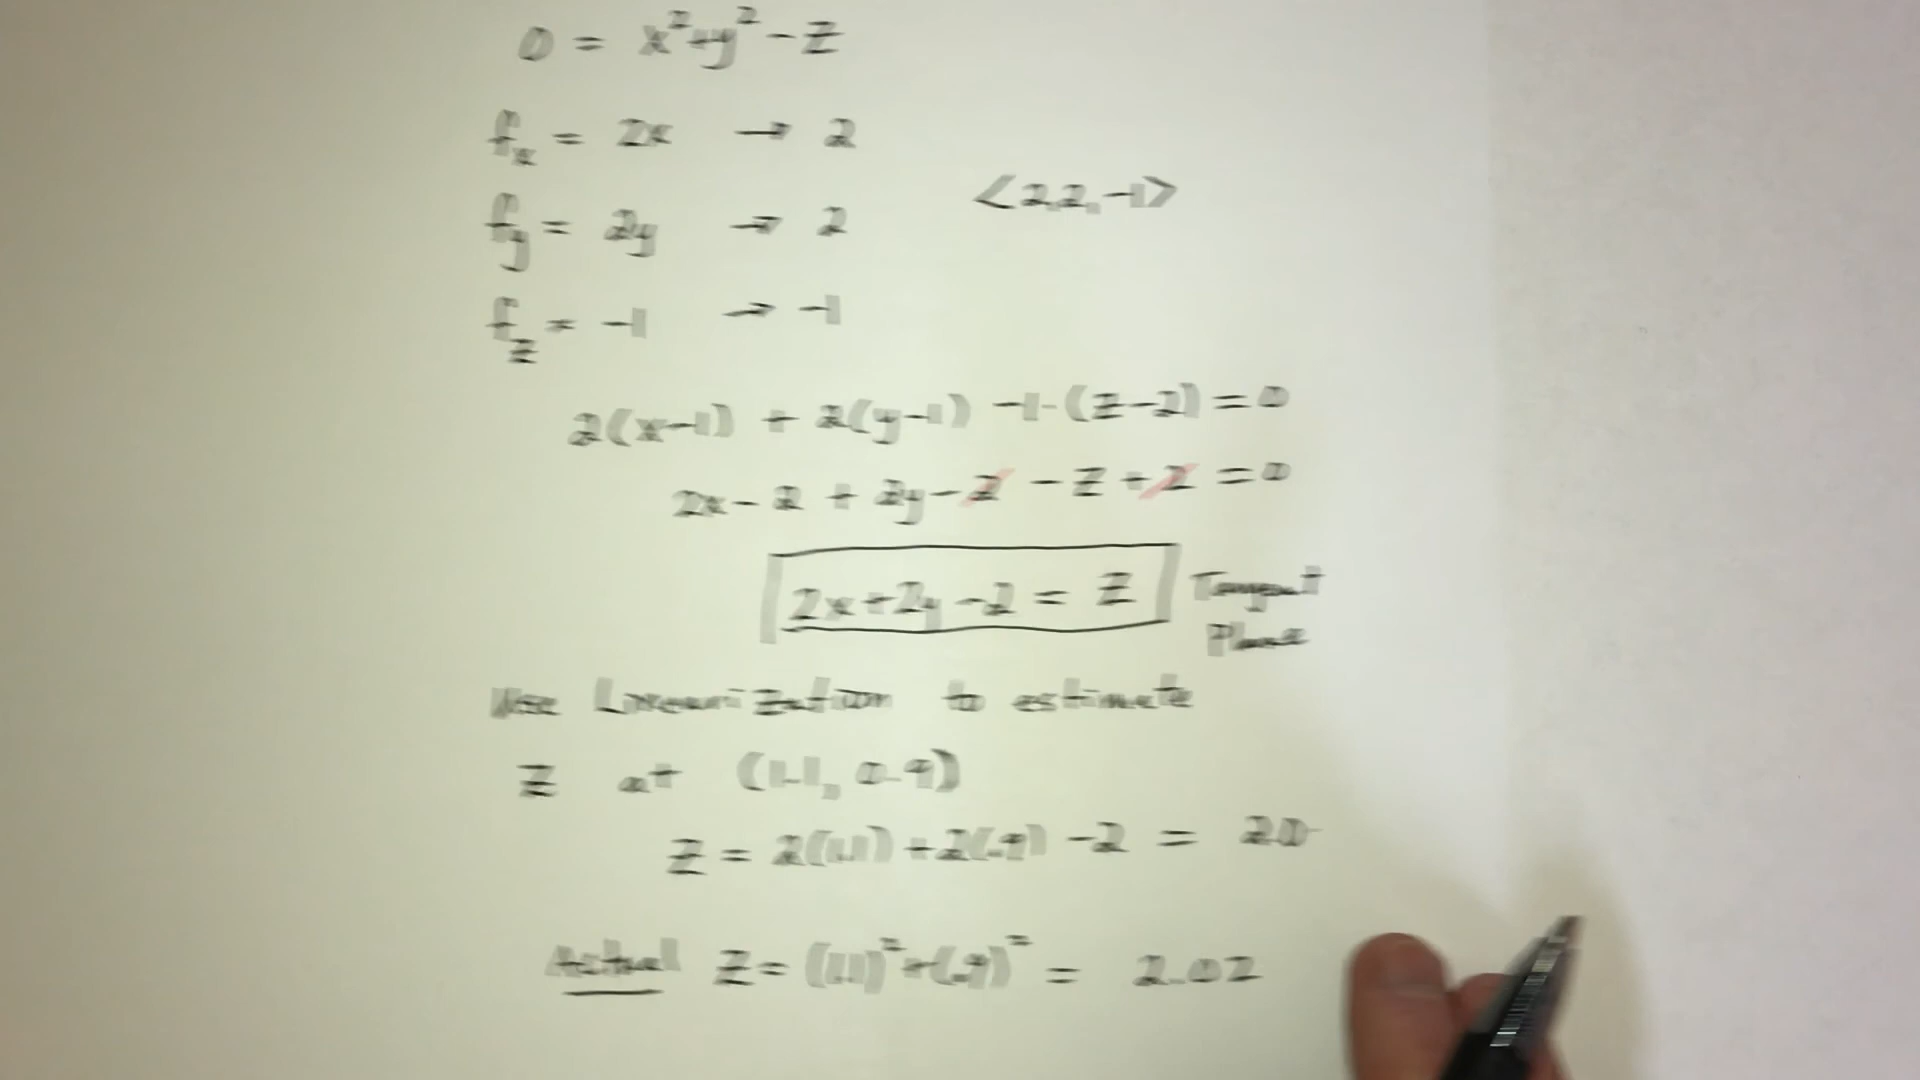 0 = x²+y²-z
fx = 2x → 2
<2,2,-1>
fy = 2y → 2
fz = -1 → -1
2(x-1) + 2(y-1) -1·(z-2) = 0
2x-2 + 2y-2 -z+2 = 0
2x+2y-2 = z
Tangent
Plane
Use Linearization to estimate
z at (1.1, 0.9)
z = 2(1.1) +2(.9) -2 = 2.0
Actual z = (1.1)²+(.9)² = 2.02